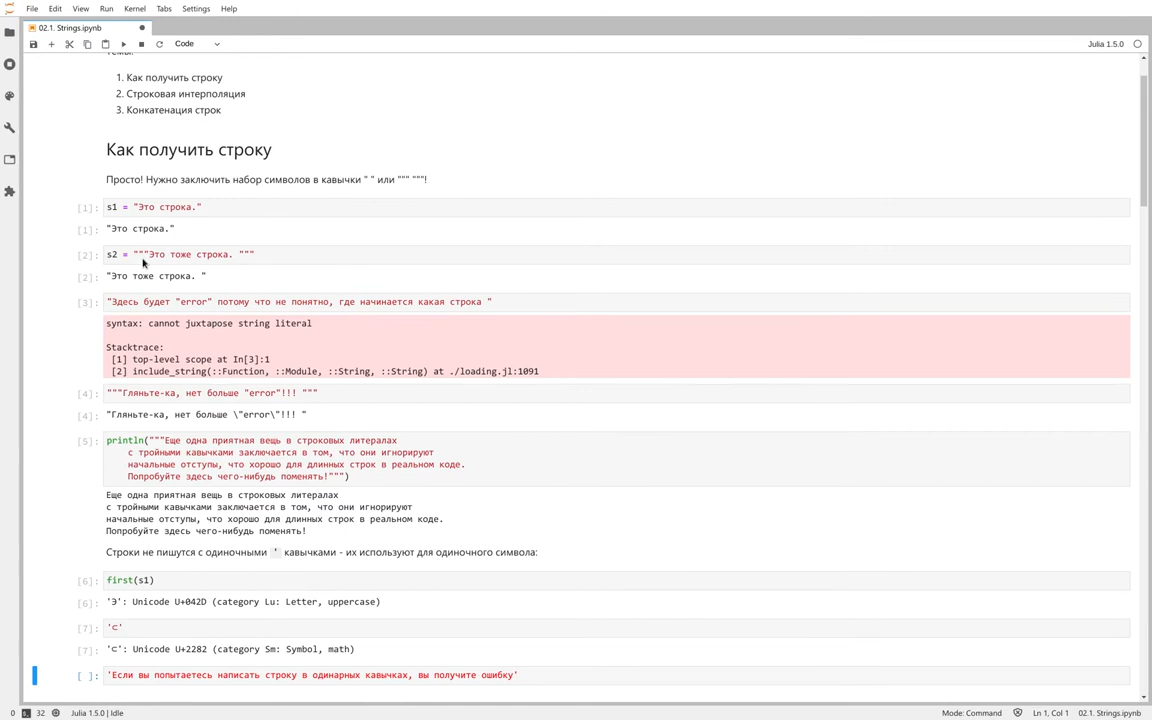 File Edit View Run Kernel Tabs Settings Help
02.1. Strings.ipynb
Code
Julia 1.5.0
1. Как получить строку
2. Строковая интерполяция
3. Конкатенация строк
Как получить строку
Просто! Нужно заключить набор символов в кавычки " " или """ """!
[1]: s1 = "Это строка."
[1]: "Это строка."
[2]: s2 = """Это тоже строка. """
[2]: "Это тоже строка. "
[3]: "Здесь будет "error" потому что не понятно, где начинается какая строка "
syntax: cannot juxtapose string literal
Stacktrace:
[1] top-level scope at In[3]:1
[2] include_string(::Function, ::Module, ::String, ::String) at ./loading.jl:1091
[4]: """Гляньте-ка, нет больше "error"!!! """
[4]: "Гляньте-ка, нет больше \"error\"!!! "
[5]: println("""Еще одна приятная вещь в строковых литералах
с тройными кавычками заключается в том, что они игнорируют
начальные отступы, что хорошо для длинных строк в реальном коде.
Попробуйте здесь чего-нибудь поменять!""")
Еще одна приятная вещь в строковых литералах
с тройными кавычками заключается в том, что они игнорируют
начальные отступы, что хорошо для длинных строк в реальном коде.
Попробуйте здесь чего-нибудь поменять!
Строки не пишутся с одиночными ' кавычками - их используют для одиночного символа:
[6]: first(s1)
[6]: 'Э': Unicode U+042D (category Lu: Letter, uppercase)
[7]: '⊂'
[7]: '⊂': Unicode U+2282 (category Sm: Symbol, math)
[ ]: 'Если вы попытаетесь написать строку в одинарных кавычках, вы получите ошибку'
0 32 Julia 1.5.0 | Idle Mode: Command Ln 1, Col 1 02.1. Strings.ipynb